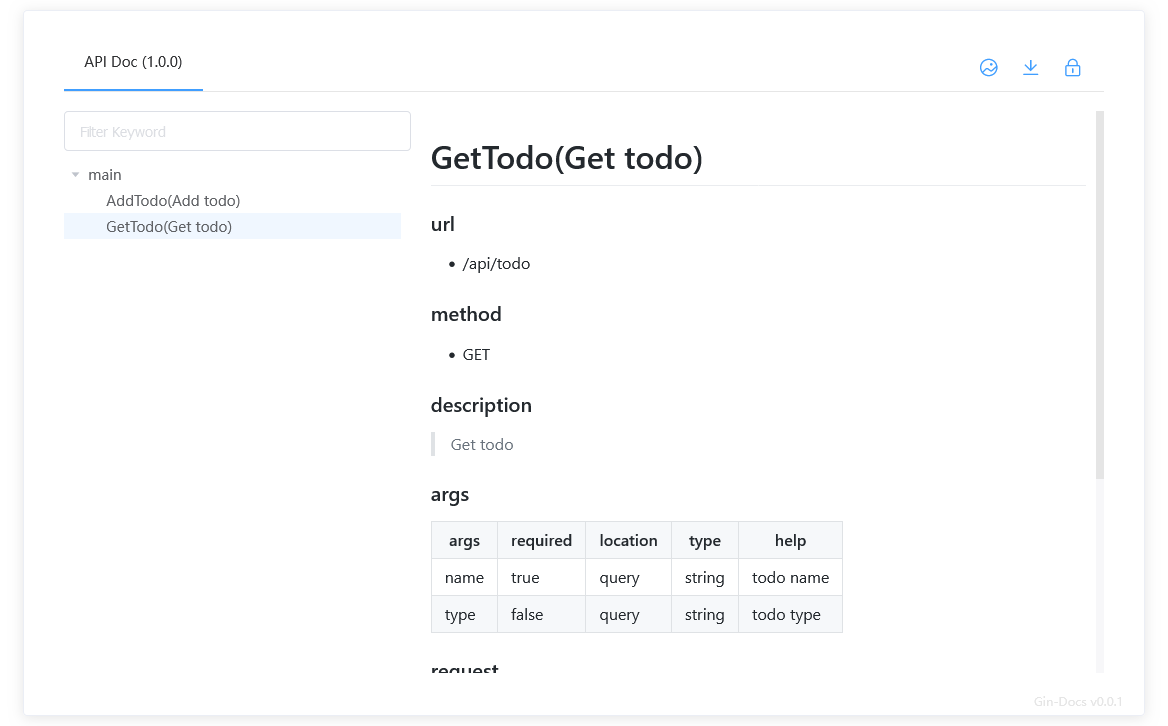 API Doc (1.0.0)
Filter Keyword
main
AddTodo(Add todo)
GetTodo(Get todo)
GetTodo(Get todo)
url
• /api/todo
method
• GET
description
Get todo
args
args required location type help
name true query string todo name
type false query string todo type
request
Gin-Docs v0.0.1